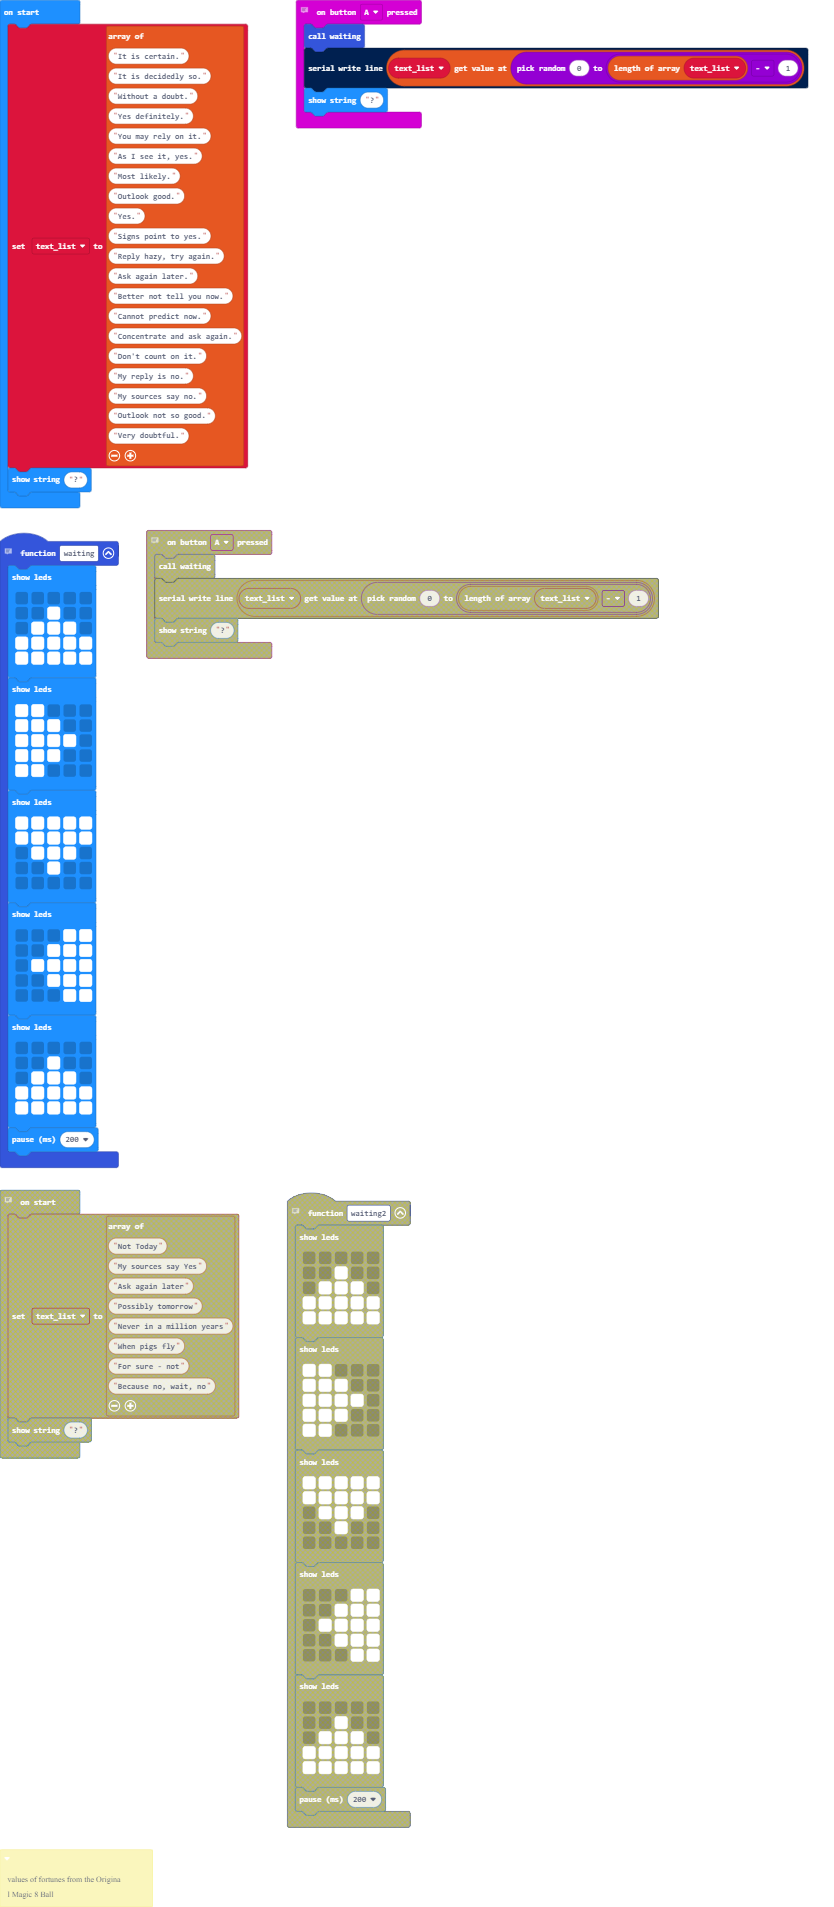 on start
array of
"It is certain."
"It is decidedly so."
"Without a doubt."
"Yes definitely."
"You may rely on it."
"As I see it, yes."
"Most likely."
"Outlook good."
"Yes."
"Signs point to yes."
set text_list to
"Reply hazy, try again."
"Ask again later."
"Better not tell you now."
"Cannot predict now."
"Concentrate and ask again."
"Don't count on it."
"My reply is no."
"My sources say no."
"Outlook not so good."
"Very doubtful."
show string "?"
on button A pressed
call waiting
serial write line text_list get value at pick random 0 to length of array text_list - 1
show string "?"
function waiting
show leds
show leds
show leds
show leds
show leds
pause (ms) 200
on button A pressed
call waiting
serial write line text_list get value at pick random 0 to length of array text_list - 1
show string "?"
on start
array of
"Not Today"
"My sources say Yes"
"Ask again later"
"Possibly tomorrow"
set text_list to
"Never in a million years"
"When pigs fly"
"For sure - not"
"Because no, wait, no"
show string "?"
function waiting2
show leds
show leds
show leds
show leds
show leds
pause (ms) 200
values of fortunes from the Origina
l Magic 8 Ball